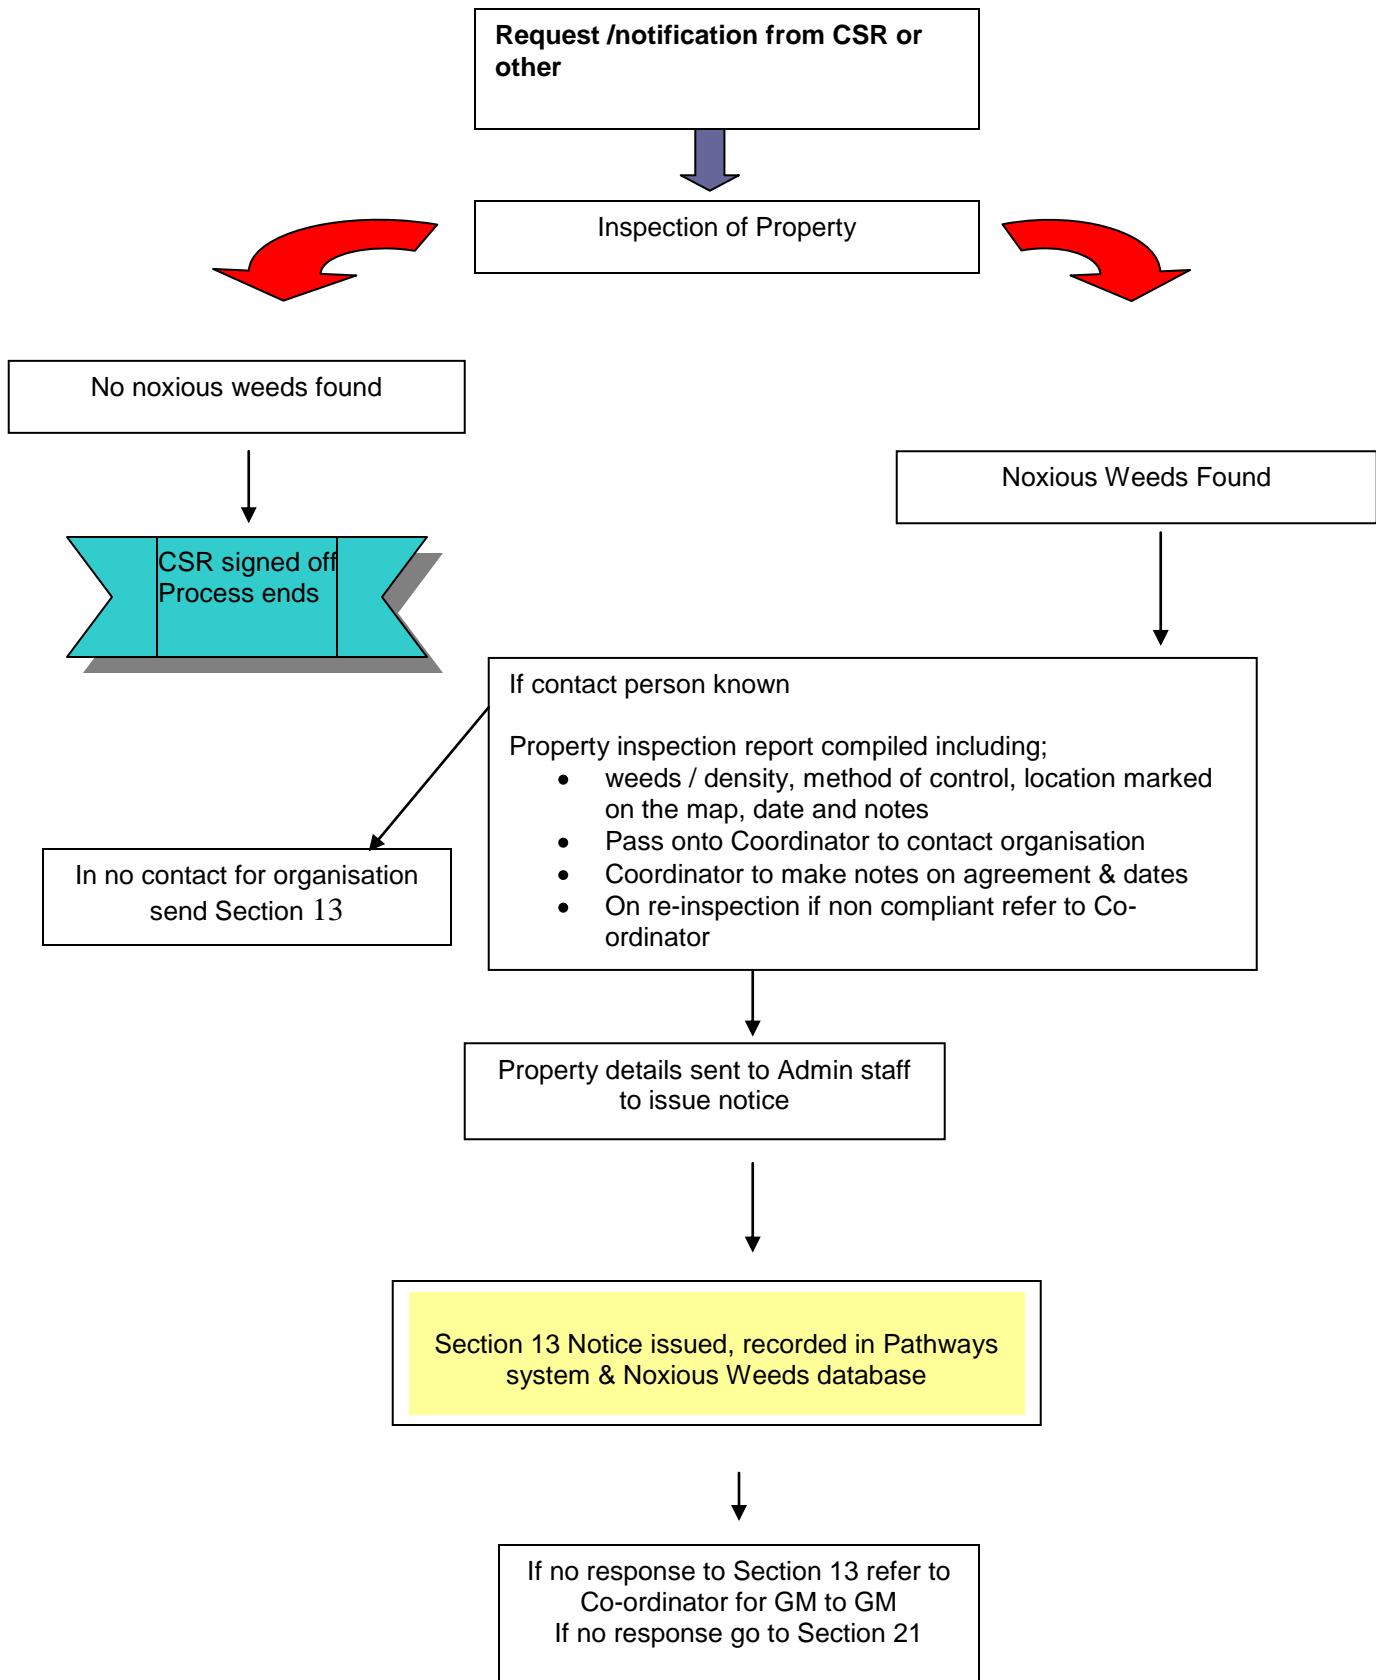 Request /notification from CSR or
other
Inspection of Property
No noxious weeds found
Noxious Weeds Found
CSR signed off
Process ends
If contact person known
Property inspection report compiled including;
• weeds / density, method of control, location marked
on the map, date and notes
• Pass onto Coordinator to contact organisation
• Coordinator to make notes on agreement & dates
• On re-inspection if non compliant refer to Co-
ordinator
In no contact for organisation
send Section 13
Property details sent to Admin staff
to issue notice
Section 13 Notice issued, recorded in Pathways
system & Noxious Weeds database
If no response to Section 13 refer to
Co-ordinator for GM to GM
If no response go to Section 21